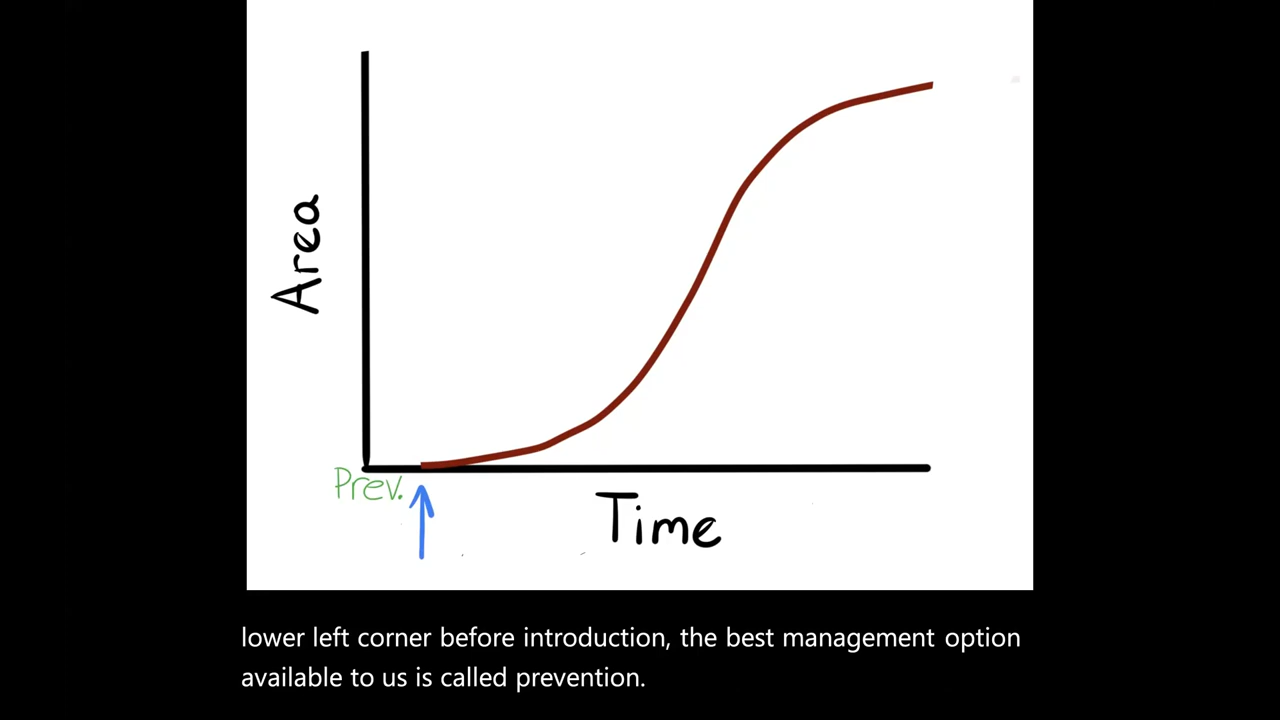 Area
Prev.
Time
lower left corner before introduction, the best management option
available to us is called prevention.